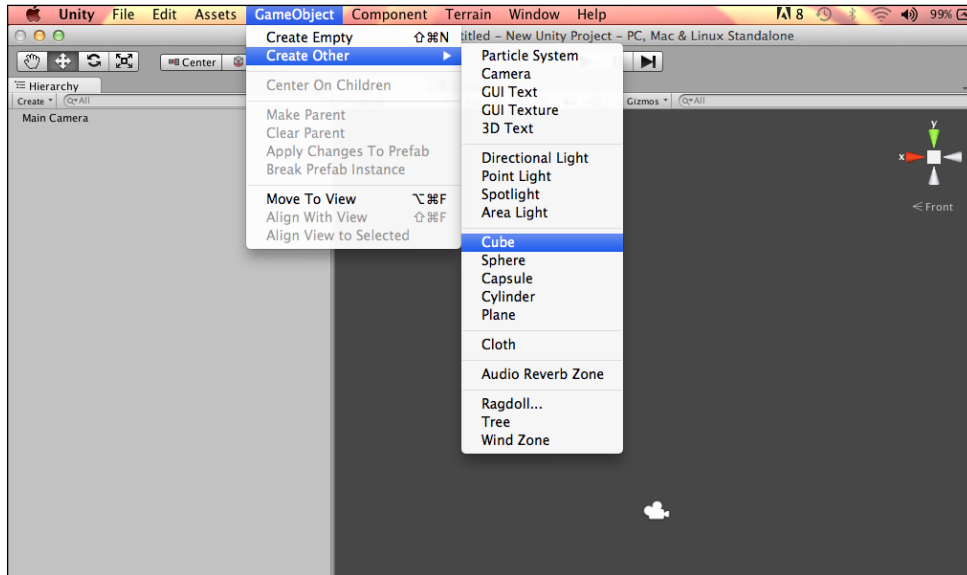 Unity File Edit Assets GameObject Component Terrain Window Help 8 99%
titled – New Unity Project – PC, Mac & Linux Standalone
Center
Hierarchy
Create All
Main Camera
Gizmos All
Create Empty ⇧⌘N
Create Other
Center On Children
Make Parent
Clear Parent
Apply Changes To Prefab
Break Prefab Instance
Move To View ⌥⌘F
Align With View ⇧⌘F
Align View to Selected
Particle System
Camera
GUI Text
GUI Texture
3D Text
Directional Light
Point Light
Spotlight
Area Light
Cube
Sphere
Capsule
Cylinder
Plane
Cloth
Audio Reverb Zone
Ragdoll...
Tree
Wind Zone
y
x
Front